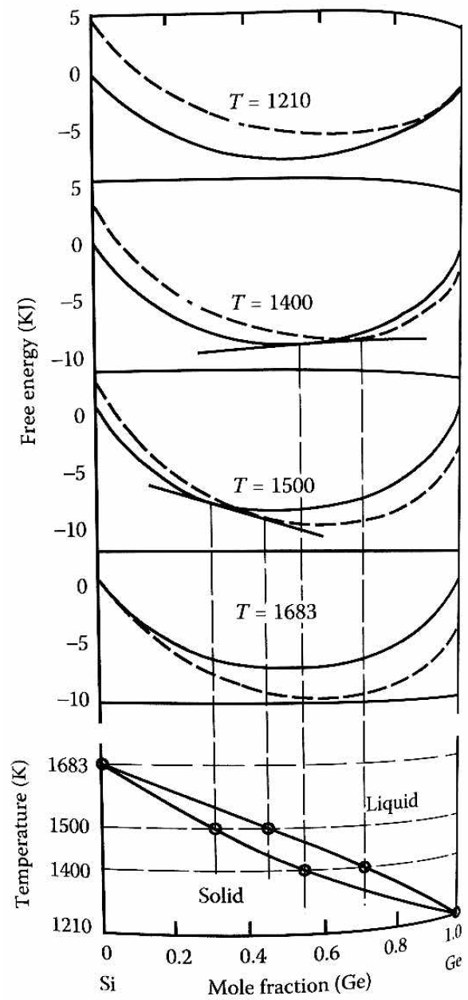 5
0
T = 1210
−5
5
0
−5
T = 1400
−10
Free energy (KJ)
0
−5
T = 1500
−10
0
T = 1683
−5
−10
Temperature (K)
1683
Liquid
1500
1400
Solid
1210
0
0.2
0.4
0.6
0.8
1.0
Si
Mole fraction (Ge)
Ge